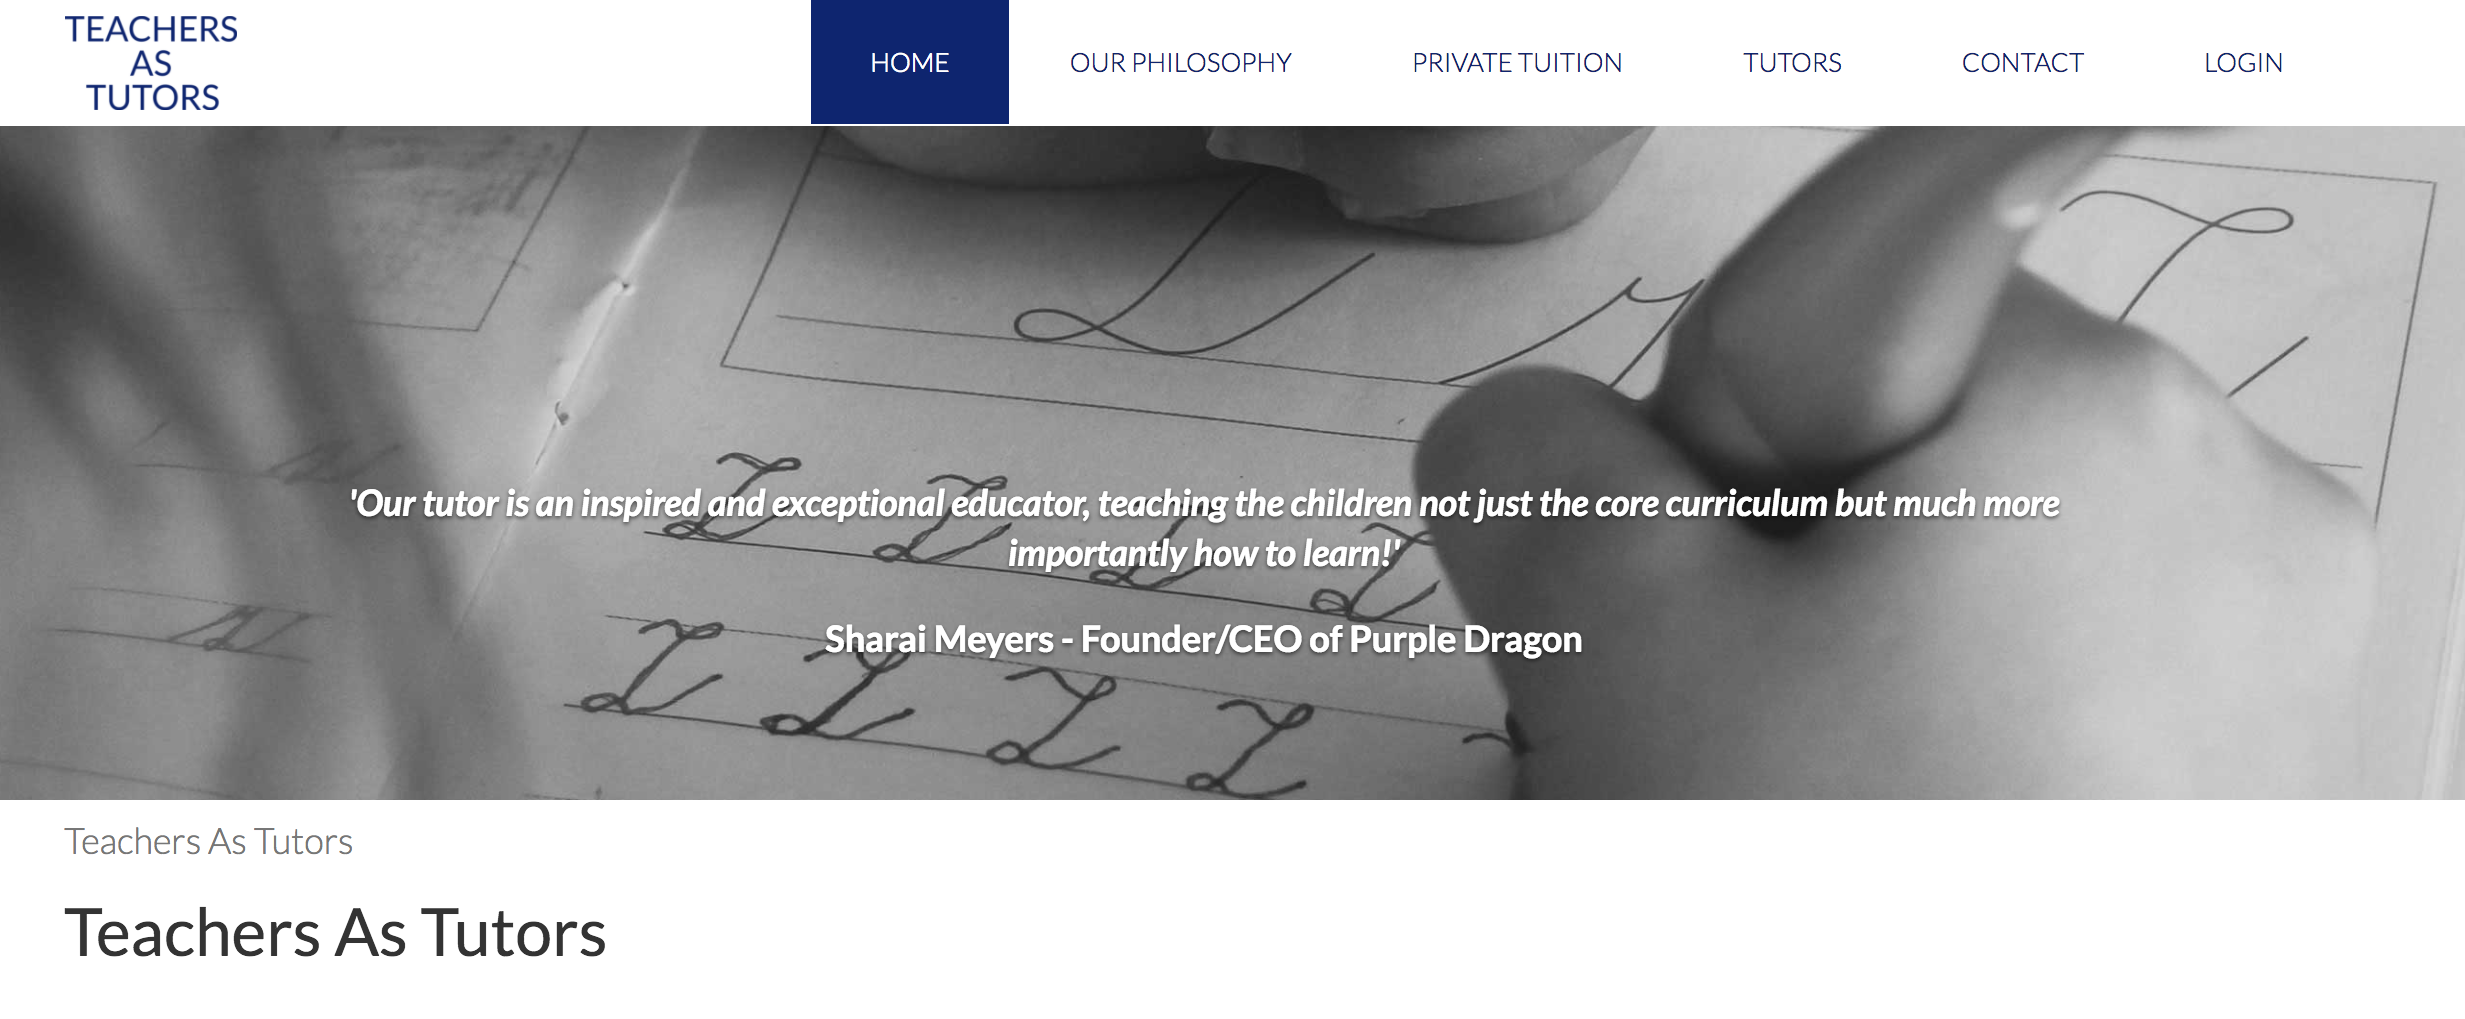 TEACHERS
AS
TUTORS
HOME
OUR PHILOSOPHY
PRIVATE TUITION
TUTORS
CONTACT
LOGIN
'Our tutor is an inspired and exceptional educator, teaching the children not just the core curriculum but much more
importantly how to learn!'
Sharai Meyers - Founder/CEO of Purple Dragon
Teachers As Tutors
Teachers As Tutors